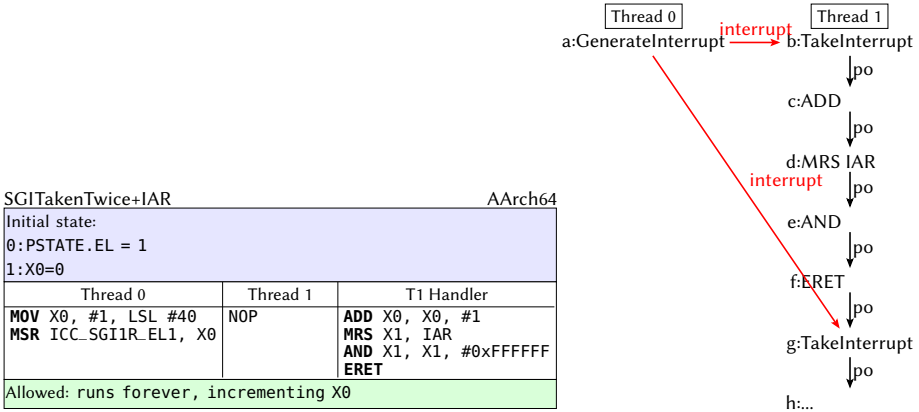 SGITakenTwice+IAR AArch64
Initial state:
0:PSTATE.EL = 1
1:X0=0
Thread 0 Thread 1 T1 Handler
MOV X0, #1, LSL #40 NOP ADD X0, X0, #1
MSR ICC_SGI1R_EL1, X0 MRS X1, IAR
AND X1, X1, #0xFFFFFF
ERET
Allowed: runs forever, incrementing X0
Thread 0 Thread 1
interrupt
a:GenerateInterrupt b:TakeInterrupt
po
c:ADD
po
d:MRS IAR
interrupt po
e:AND
po
f:ERET
po
g:TakeInterrupt
po
h:...